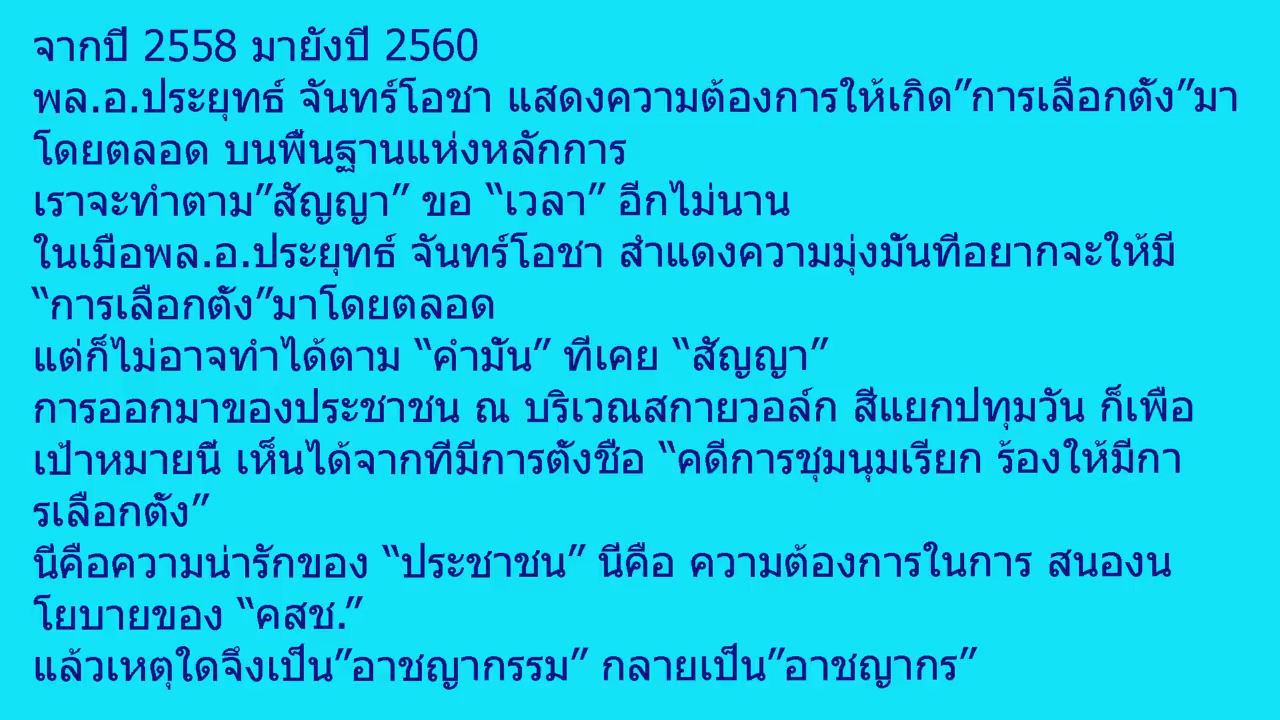 จากปี 2558 มายังปี 2560
พล.อ.ประยุทธ์ จันทร์โอชา แสดงความต้องการให้เกิด”การเลือกตั้ง”มา
โดยตลอด บนพื้นฐานแห่งหลักการ
เราจะทำตาม”สัญญา” ขอ “เวลา” อีกไม่นาน
ในเมื่อพล.อ.ประยุทธ์ จันทร์โอชา สำแดงความมุ่งมั่นที่อยากจะให้มี
“การเลือกตั้ง”มาโดยตลอด
แต่ก็ไม่อาจทำได้ตาม “คำมั่น” ที่เคย “สัญญา”
การออกมาของประชาชน ณ บริเวณสกายวอล์ก สี่แยกปทุมวัน ก็เพื่อ
เป้าหมายนี้ เห็นได้จากที่มีการตั้งชื่อ “คดีการชุมนุมเรียก ร้องให้มีกา
รเลือกตั้ง”
นี่คือความน่ารักของ “ประชาชน” นี่คือ ความต้องการในการ สนองน
โยบายของ “คสช.”
แล้วเหตุใดจึงเป็น”อาชญากรรม” กลายเป็น”อาชญากร”